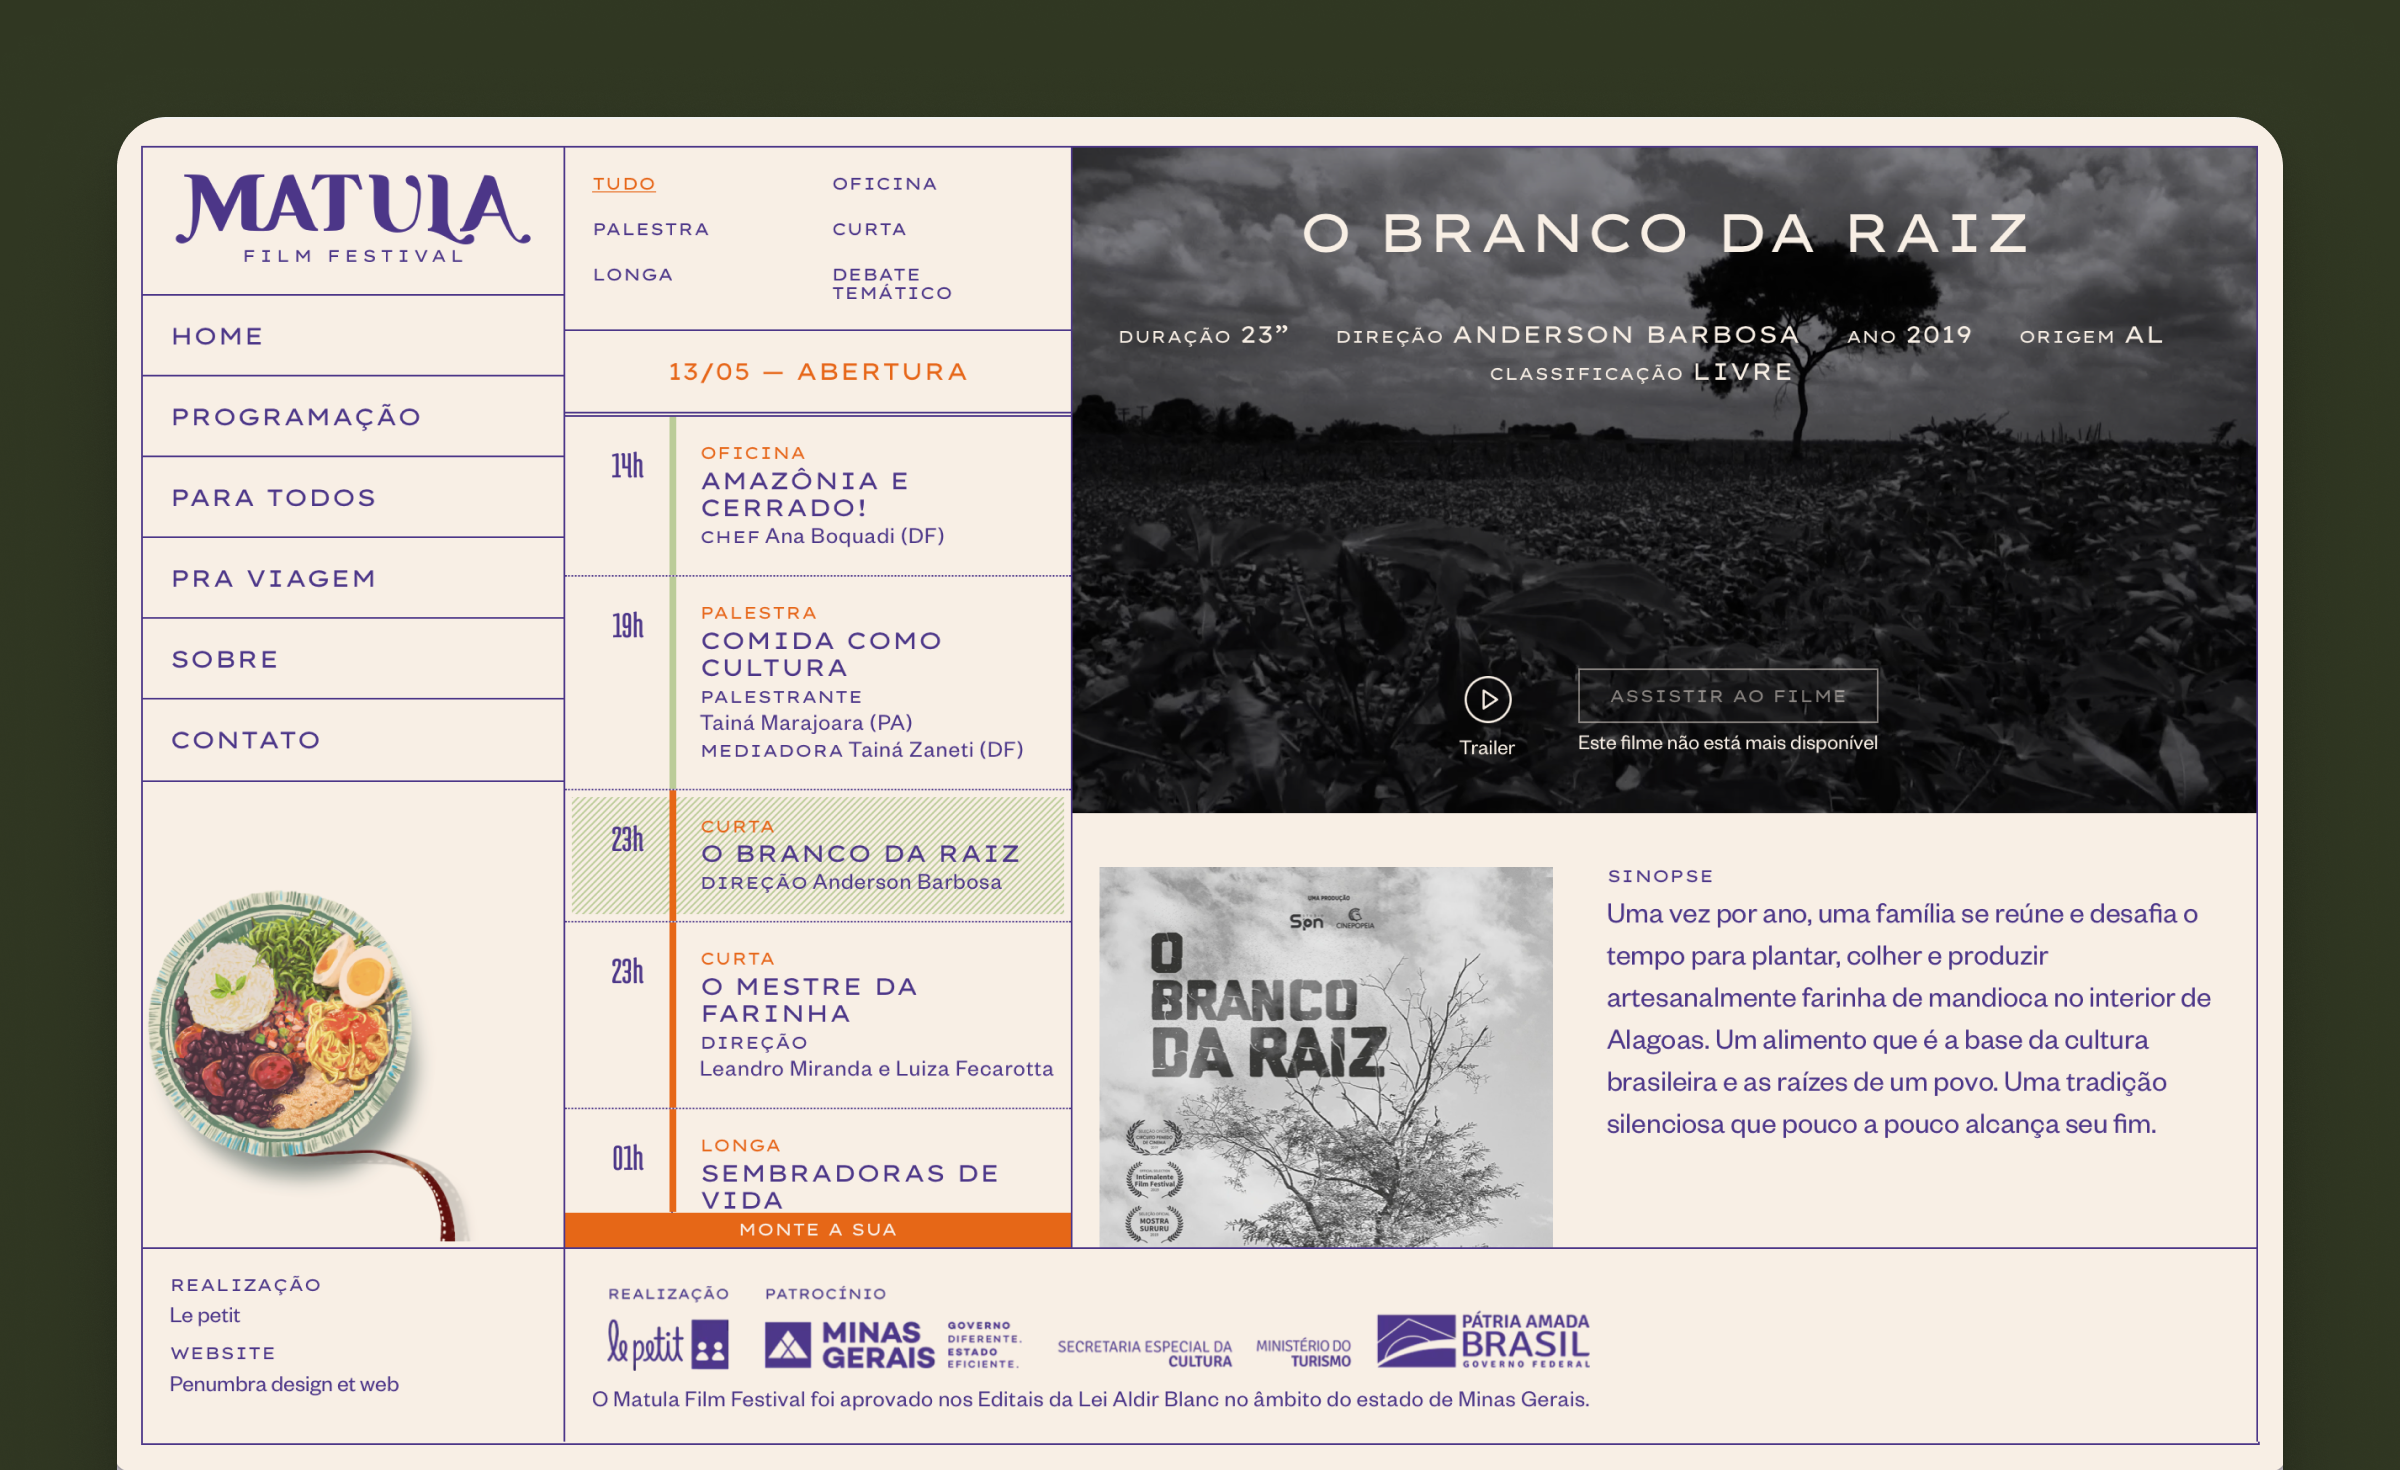 MATULA
FILM FESTIVAL
HOME
PROGRAMAÇÃO
PARA TODOS
PRA VIAGEM
SOBRE
CONTATO
TUDO
OFICINA
PALESTRA
CURTA
LONGA
DEBATE
TEMÁTICO
13/05 — ABERTURA
14h
OFICINA
AMAZÔNIA E
CERRADO!
CHEF Ana Boquadi (DF)
19h
PALESTRA
COMIDA COMO
CULTURA
PALESTRANTE
Tainá Marajoara (PA)
MEDIADORA Tainá Zaneti (DF)
23h
CURTA
O BRANCO DA RAIZ
DIREÇÃO Anderson Barbosa
23h
CURTA
O MESTRE DA
FARINHA
DIREÇÃO
Leandro Miranda e Luiza Fecarotta
01h
LONGA
SEMBRADORAS DE
VIDA
MONTE A SUA
O BRANCO DA RAIZ
DURAÇÃO 23” DIREÇÃO ANDERSON BARBOSA ANO 2019 ORIGEM AL
CLASSIFICAÇÃO LIVRE
Trailer
ASSISTIR AO FILME
Este filme não está mais disponível
UMA PRODUÇÃO
Spn CINEPOPEIA
O
BRANCO
DA RAIZ
Intimalente
Film Festival
MOSTRA
SURURU
SINOPSE
Uma vez por ano, uma família se reúne e desafia o
tempo para plantar, colher e produzir
artesanalmente farinha de mandioca no interior de
Alagoas. Um alimento que é a base da cultura
brasileira e as raízes de um povo. Uma tradição
silenciosa que pouco a pouco alcança seu fim.
REALIZAÇÃO
Le petit
WEBSITE
Penumbra design et web
REALIZAÇÃO
le petit
PATROCÍNIO
MINAS
GERAIS
GOVERNO
DIFERENTE.
ESTADO
EFICIENTE.
SECRETARIA ESPECIAL DA
CULTURA
MINISTÉRIO DO
TURISMO
PÁTRIA AMADA
BRASIL
GOVERNO FEDERAL
O Matula Film Festival foi aprovado nos Editais da Lei Aldir Blanc no âmbito do estado de Minas Gerais.